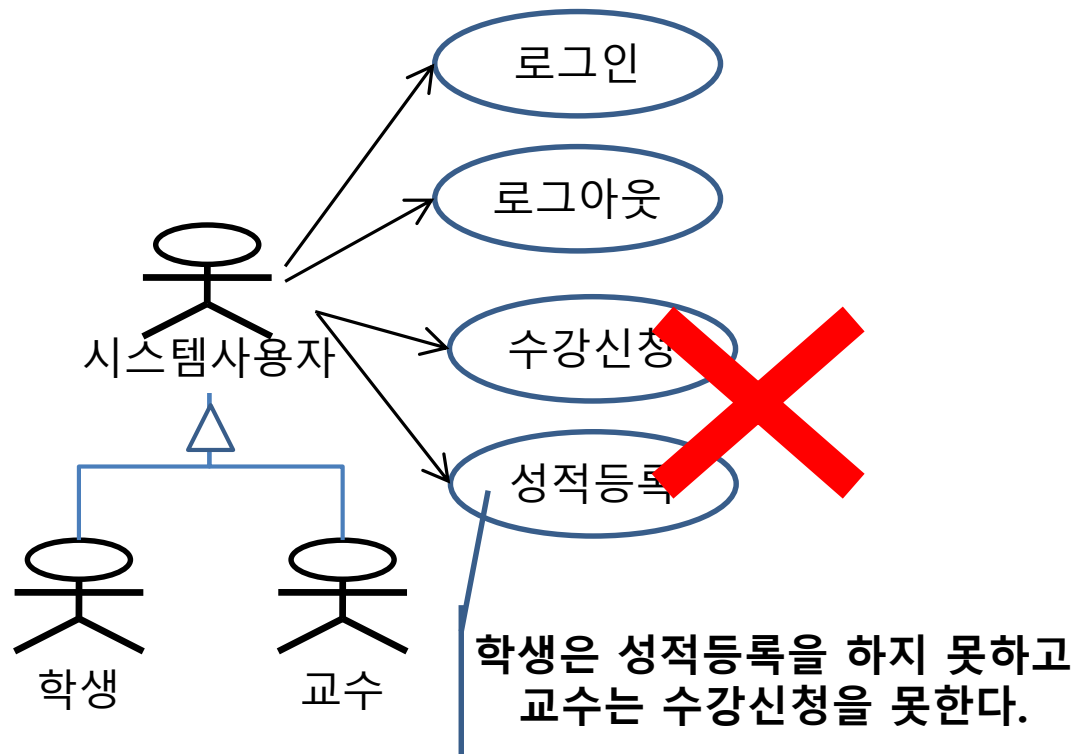 로그인
로그아웃
수강신청
시스템사용자
성적등록
학생은 성적등록을 하지 못하고
교수는 수강신청을 못한다.
학생
교수